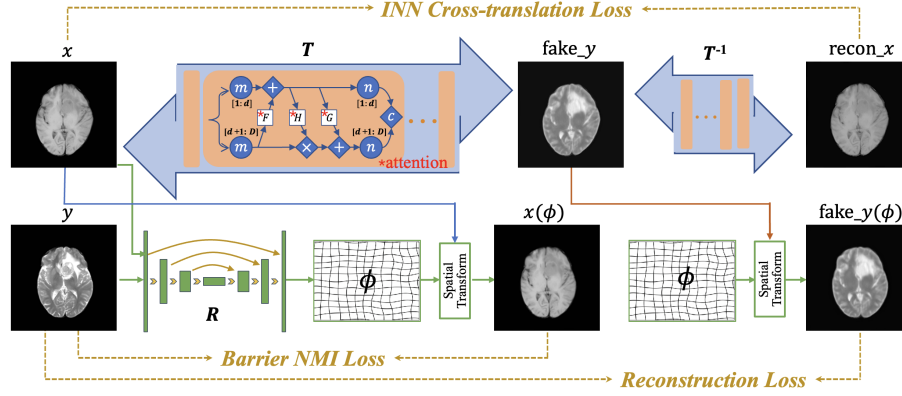 INN Cross-translation Loss
x
T
fake_y
T⁻¹
recon_x
m
+
n
[1: d]
[1: d]
*F
*H
*G
c
[d +1: D]
[d +1: D]
m
×
+
n
*attention
y
x(ϕ)
fake_y(ϕ)
R
ϕ
Spatial
Transform
ϕ
Spatial
Transform
Barrier NMI Loss
Reconstruction Loss